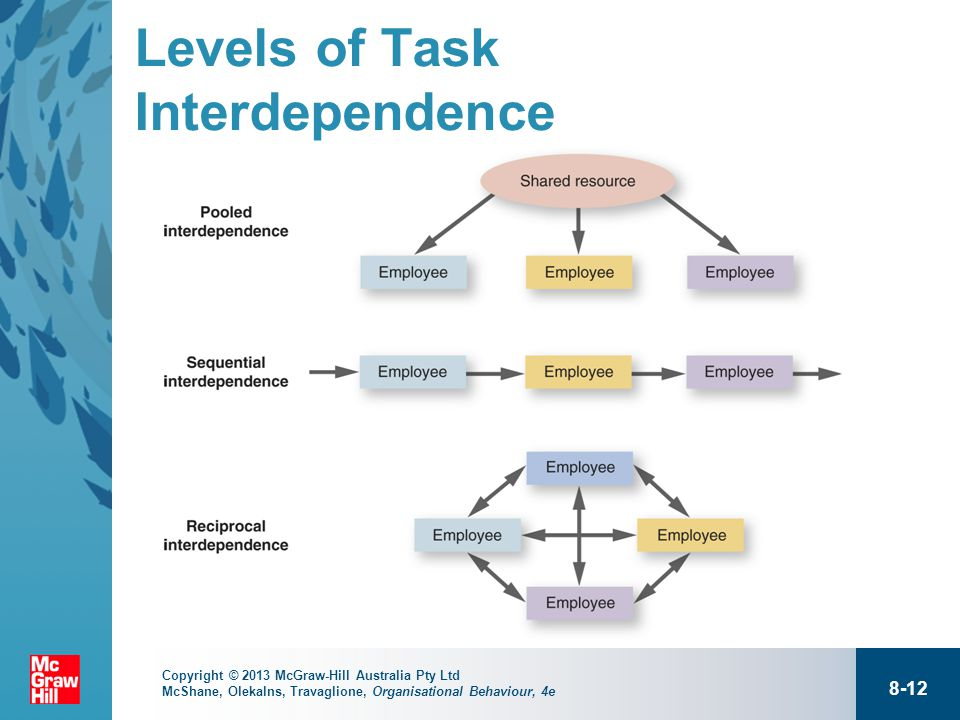 Levels of Task
Interdependence
Shared resource
Pooled
interdependence
Employee Employee Employee
Sequential
interdependence
Employee Employee Employee
Employee
Reciprocal
interdependence
Employee Employee
Employee
Mc
Graw
Hill
Copyright © 2013 McGraw-Hill Australia Pty Ltd
McShane, Olekalns, Travaglione, Organisational Behaviour, 4e
8-12